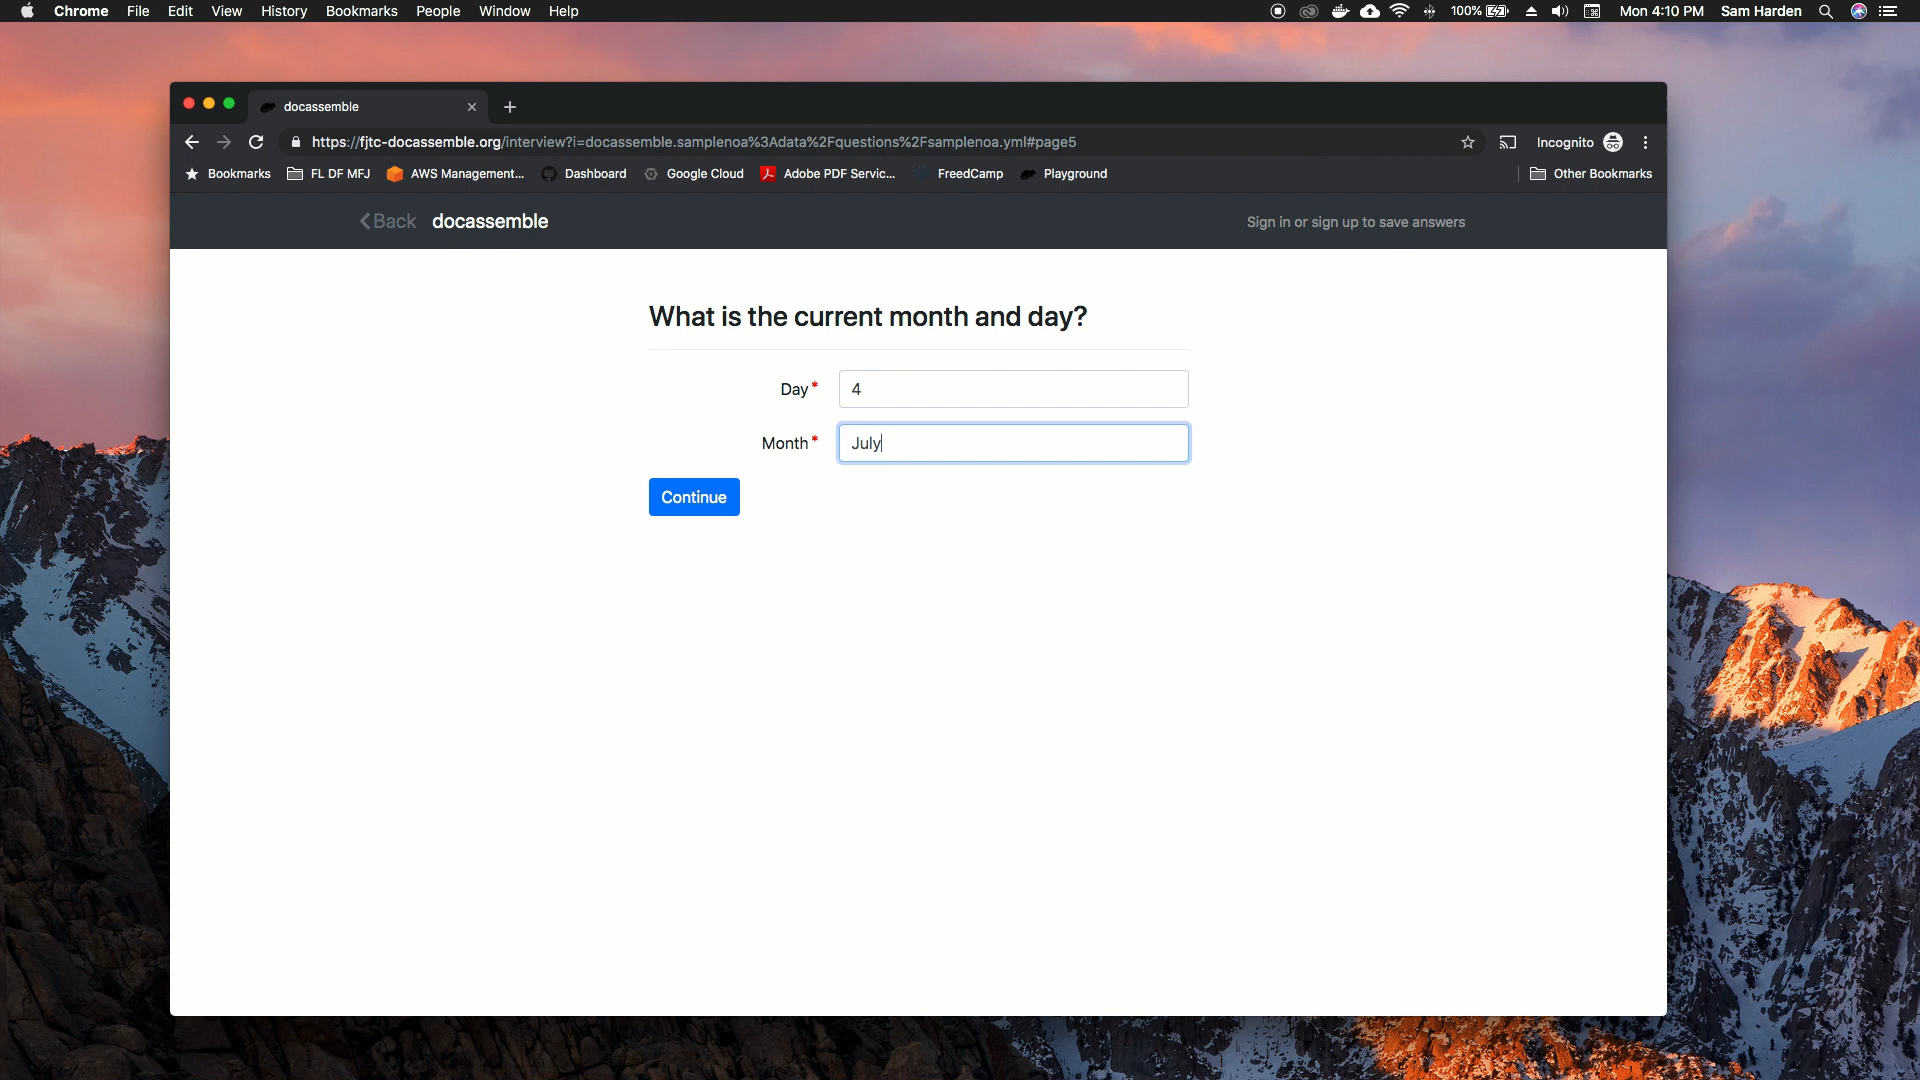 Chrome File Edit View History Bookmarks People Window Help 100% Mon 4:10 PM Sam Harden
docassemble
https://fjtc-docassemble.org/interview?i=docassemble.samplenoa%3Adata%2Fquestions%2Fsamplenoa.yml#page5 Incognito
Bookmarks FL DF MFJ AWS Management... Dashboard Google Cloud Adobe PDF Servic... FreedCamp Playground Other Bookmarks
Back docassemble Sign in or sign up to save answers
What is the current month and day?
Day* 4
Month* July
Continue